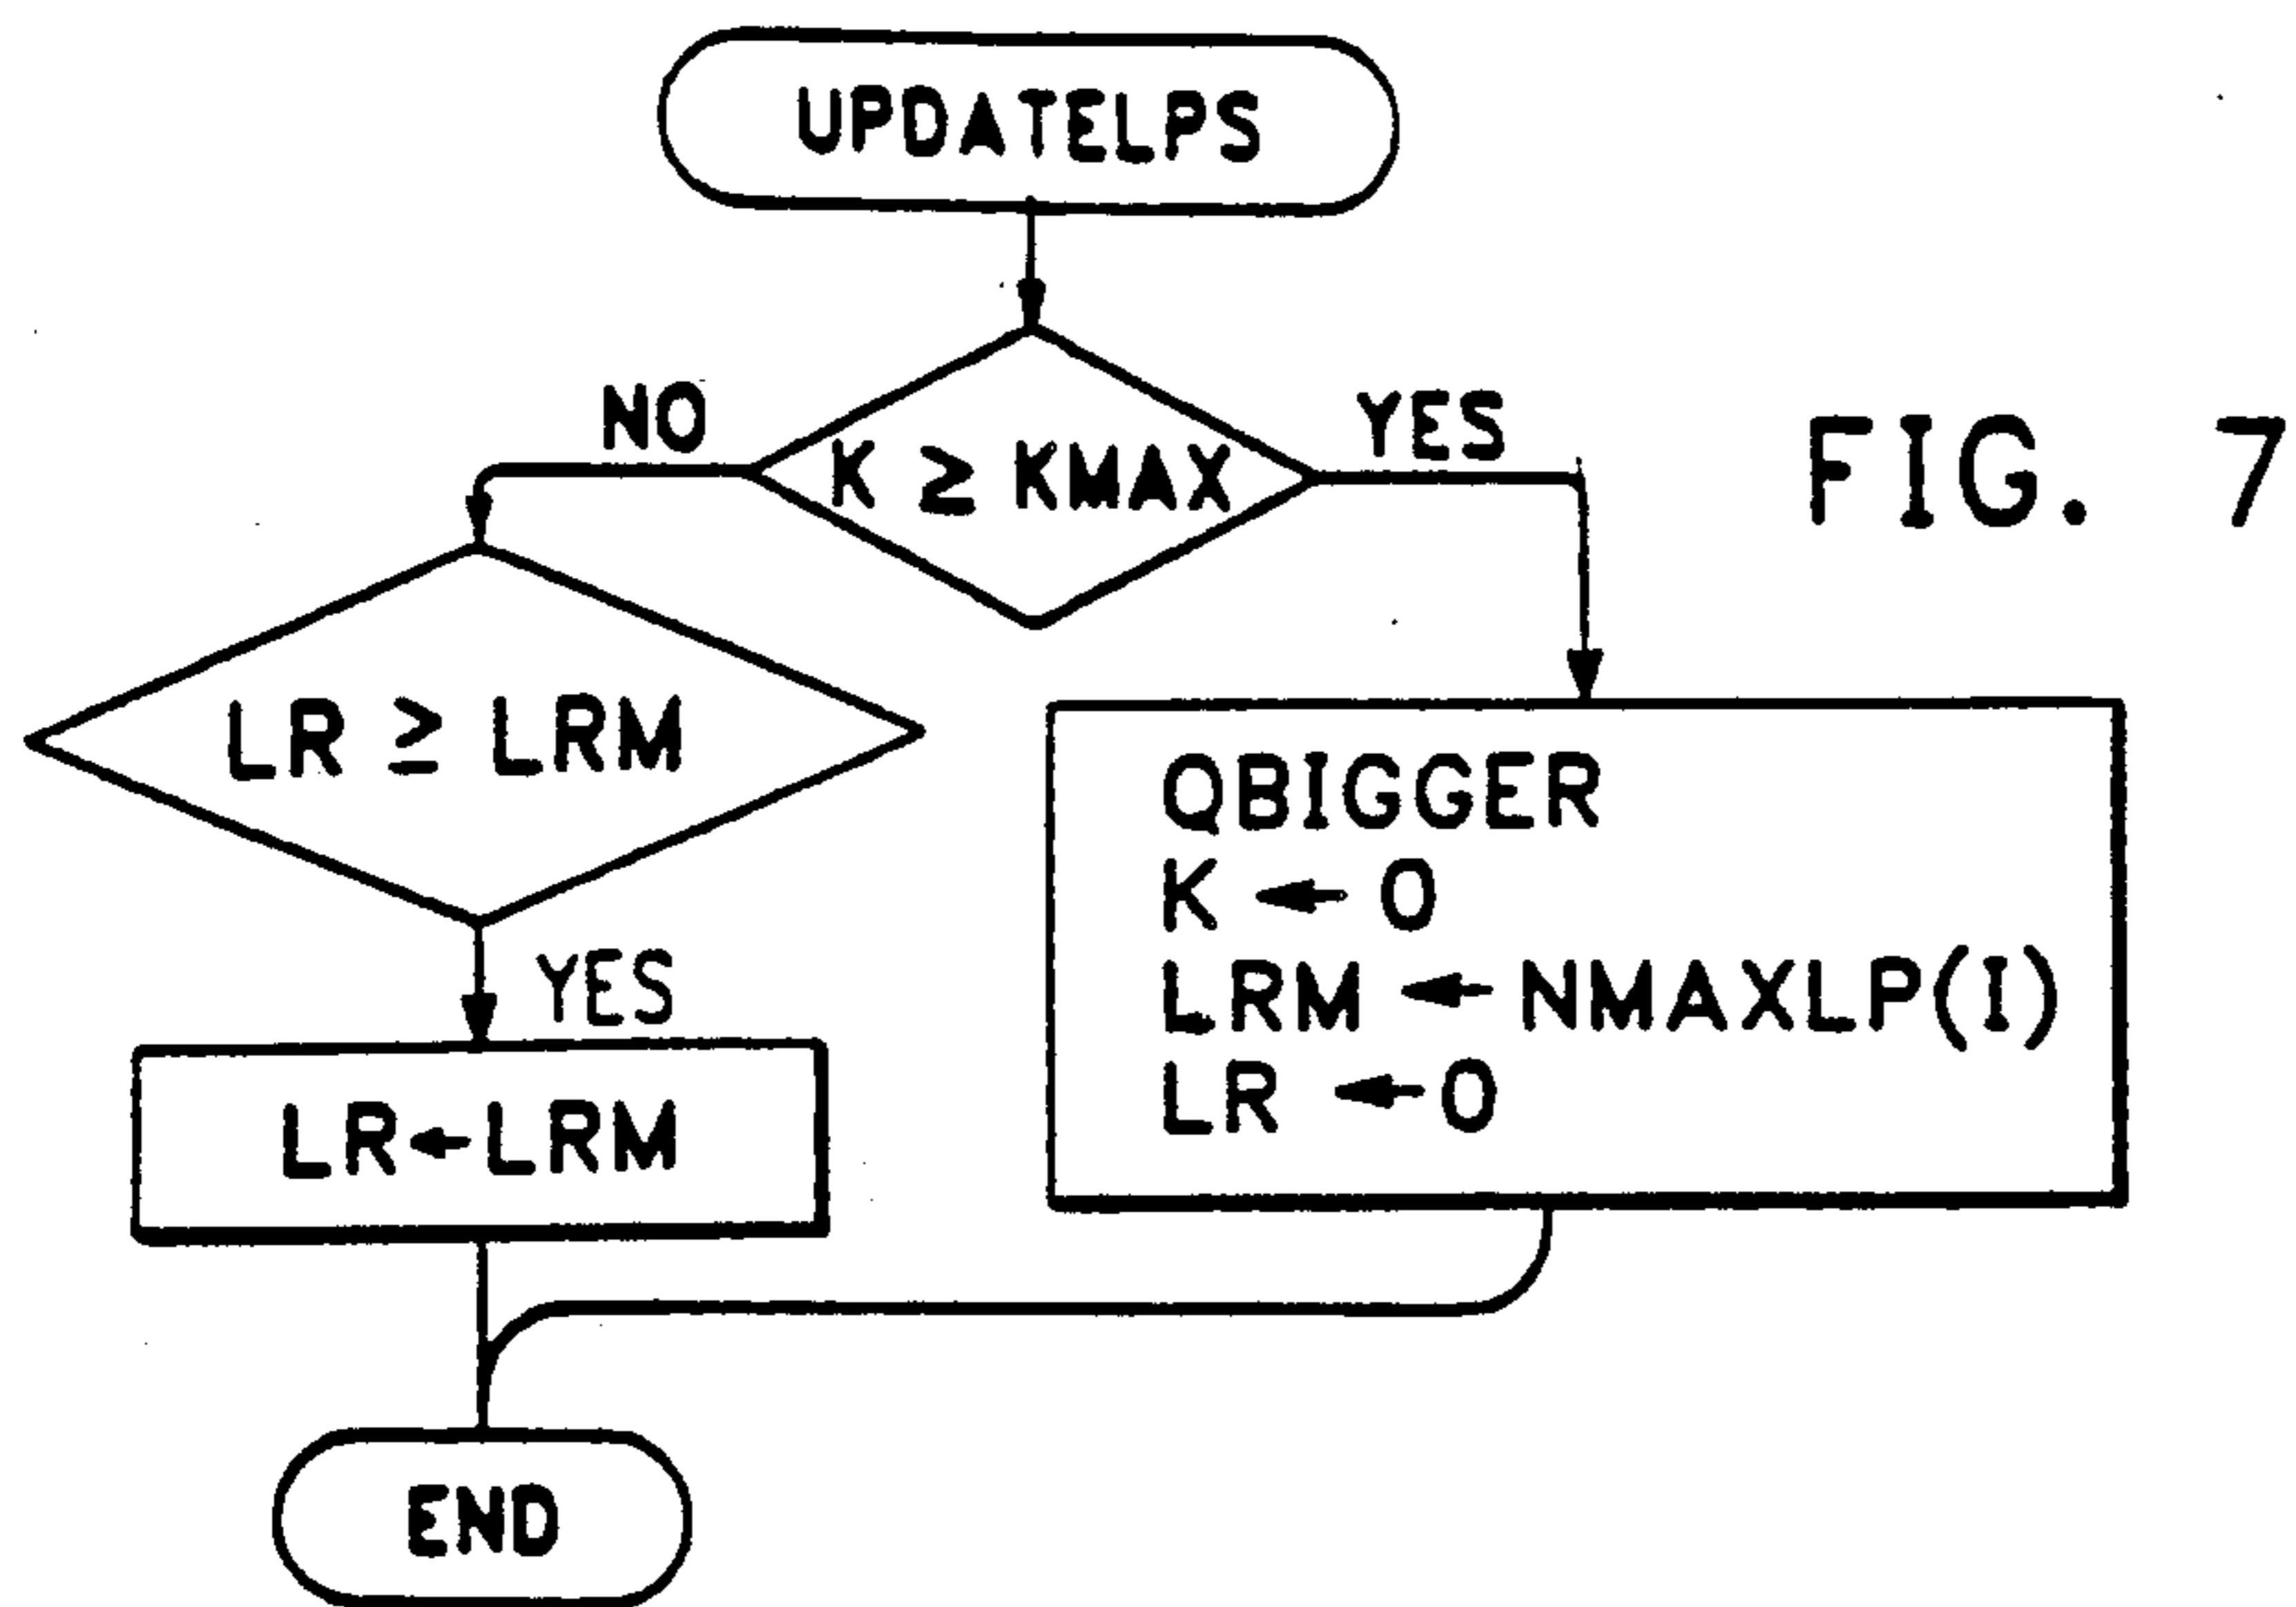 UPDATELPS
NO
YES
K ≥ KMAX
FIG. 7
LR ≥ LRM
QBIGGER
K ← 0
LRM ← NMAXLP(I)
LR ← 0
YES
LR←LRM
END